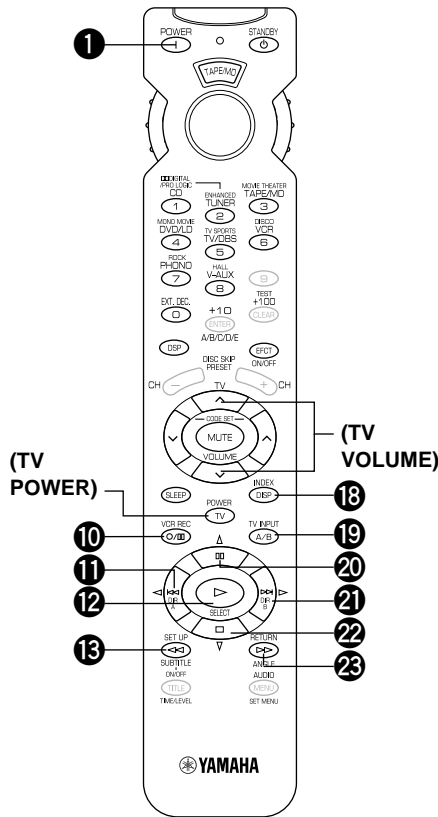 1
POWER
STANDBY
TAPE/MD
DIGITAL
/PRO LOGIC
CD
1
ENHANCED
TUNER
2
MOVIE THEATER
TAPE/MD
3
MONO MOVIE
DVD/LD
4
TV SPORTS
TV/DBS
5
DISCO
VCR
6
ROCK
PHONO
7
HALL
V-AUX
8
9
EXT. DEC.
0
+10
ENTER
A/B/C/D/E
TEST
+100
CLEAR
DSP
EFCT
ON/OFF
DISC SKIP
PRESET
CH – TV + CH
CODE SET
MUTE
VOLUME
(TV
VOLUME)
(TV
POWER)
SLEEP
POWER
TV
INDEX
DISP
18
10
VCR REC
TV INPUT
A/B
19
20
11
DIR
A
DIR
B
21
12
SELECT
22
13
SET UP
SUBTITLE
RETURN
ANGLE
23
ON/OFF
TITLE
TIME/LEVEL
AUDIO
MENU
SET MENU
YAMAHA